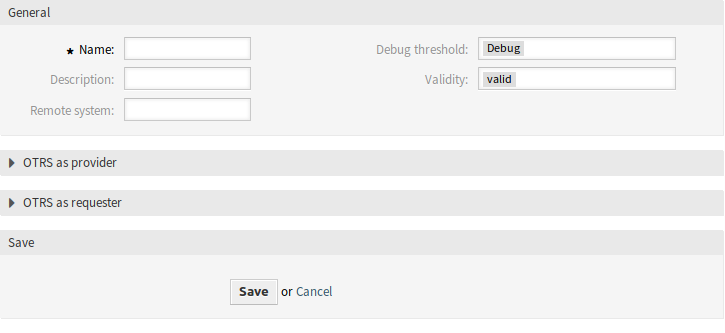 General
* Name:
Debug threshold: Debug
Description:
Validity: valid
Remote system:
OTRS as provider
OTRS as requester
Save
Save or Cancel